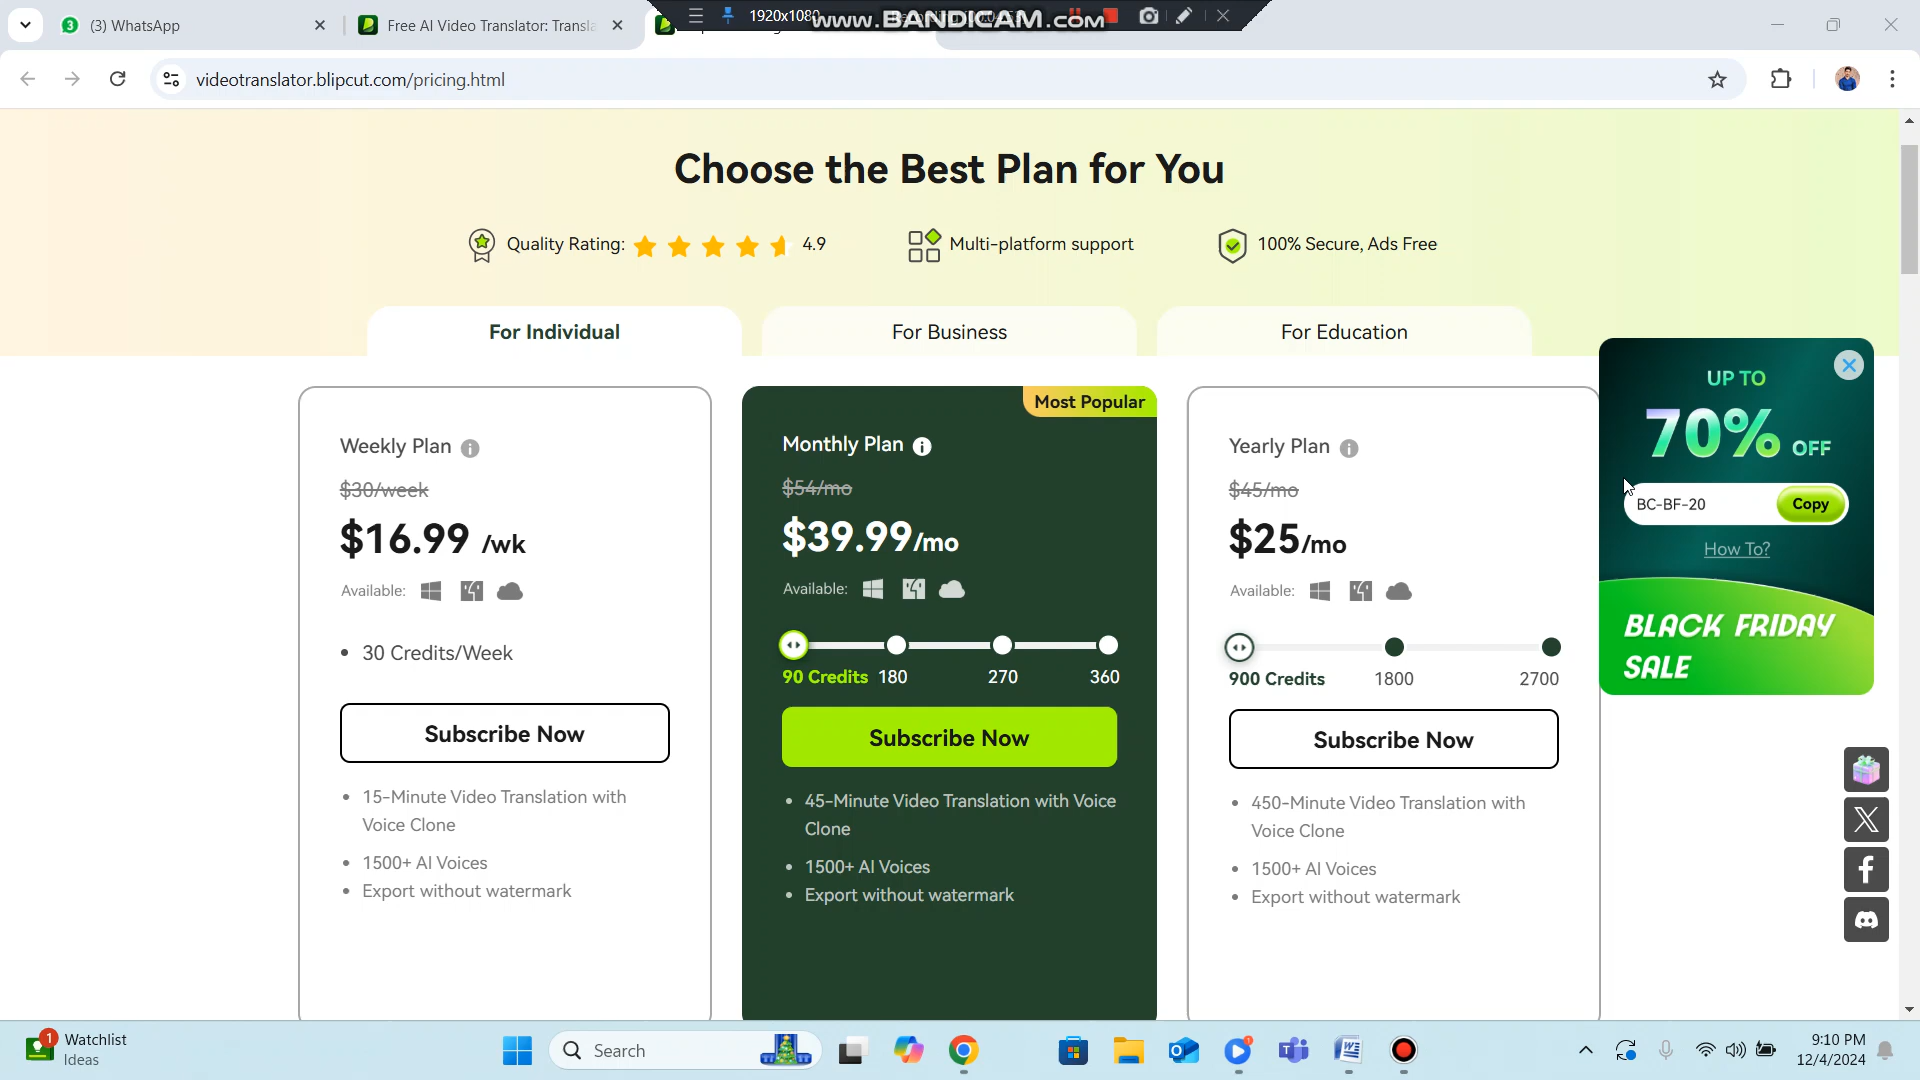 (3) WhatsApp
Free AI Video Translator: Transla
1920x1080
www.BANDICAM.com
videotranslator.blipcut.com/pricing.html
Choose the Best Plan for You
Quality Rating: 4.9
Multi-platform support
100% Secure, Ads Free
For Individual
For Business
For Education
Weekly Plan
$30/week
$16.99 /wk
Available:
30 Credits/Week
Subscribe Now
15-Minute Video Translation with
Voice Clone
1500+ AI Voices
Export without watermark
Most Popular
Monthly Plan
$54/mo
$39.99/mo
Available:
90 Credits 180 270 360
Subscribe Now
45-Minute Video Translation with Voice
Clone
1500+ AI Voices
Export without watermark
Yearly Plan
$45/mo
$25/mo
Available:
900 Credits 1800 2700
Subscribe Now
450-Minute Video Translation with
Voice Clone
1500+ AI Voices
Export without watermark
UP TO
70% OFF
BC-BF-20 Copy
How To?
BLACK FRIDAY
SALE
1
Watchlist
Ideas
Search
9:10 PM
12/4/2024